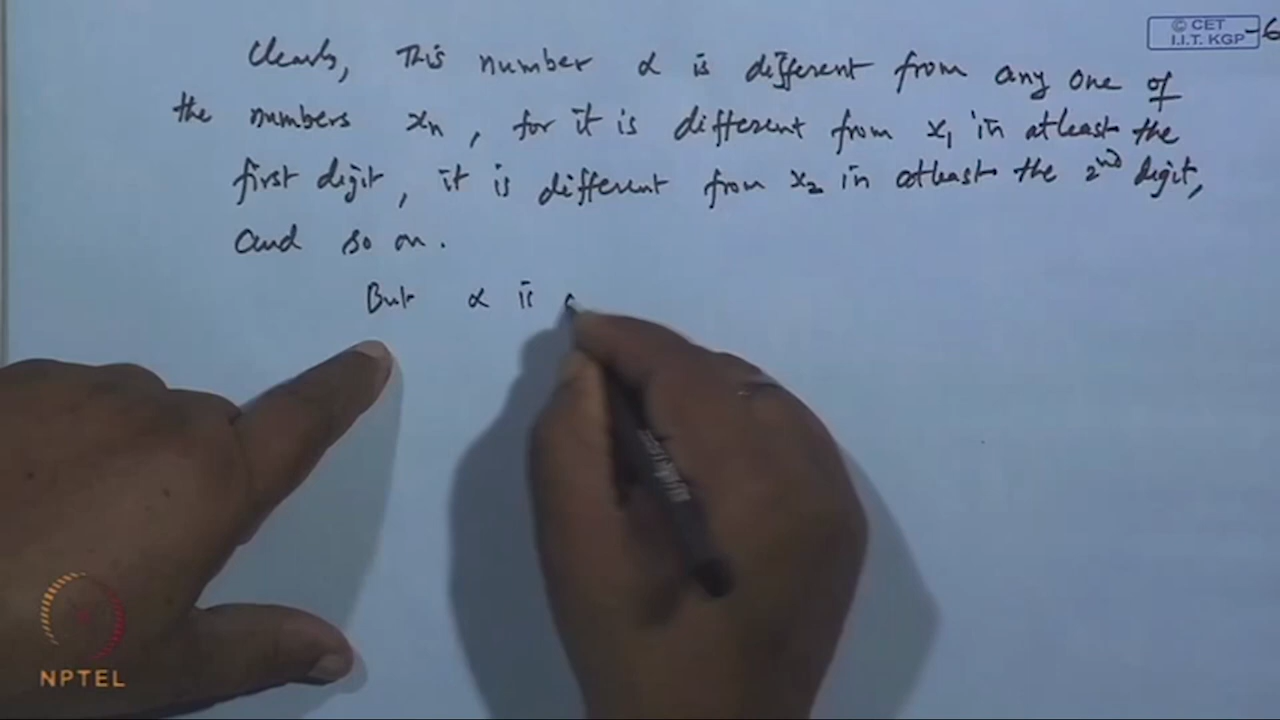 © CET
I.I.T. KGP
-6
Clearly, This number α is different from any one of
the numbers xn, for it is different from x1 in atleast the
first digit, it is different from x2 in atleast the 2nd digit,
and so on.
But α is
NPTEL